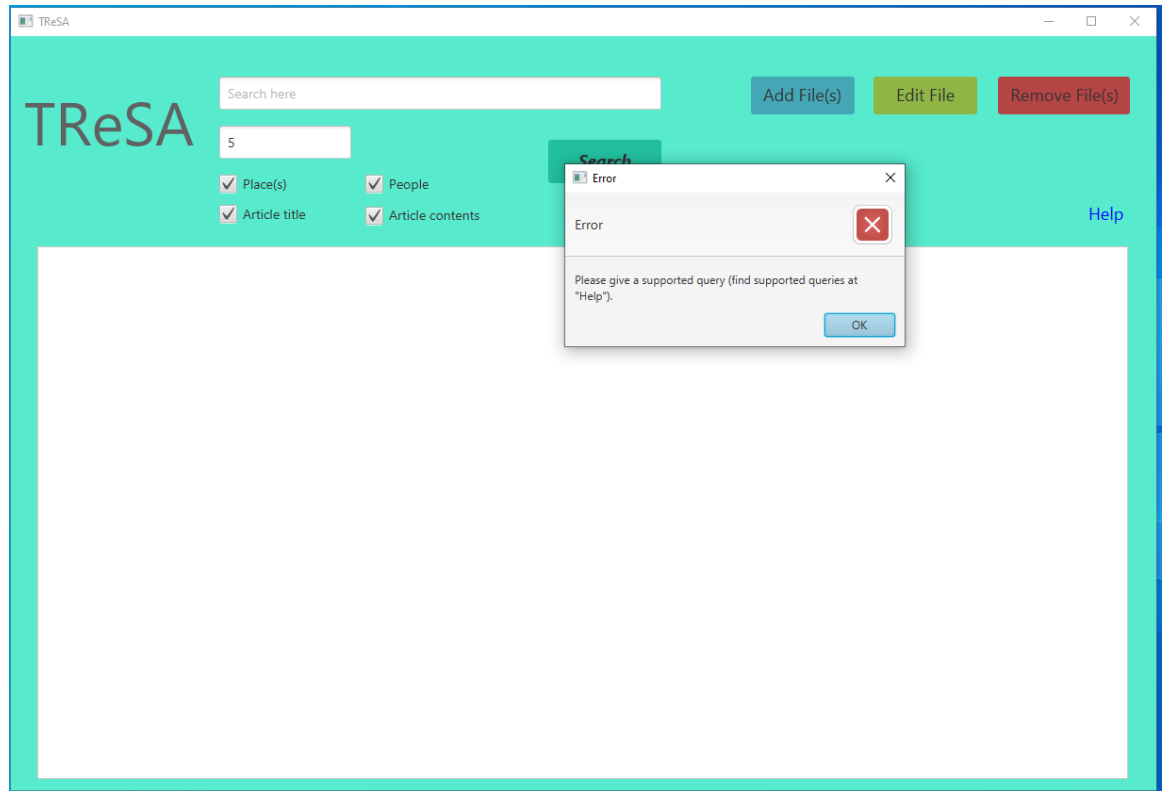 TReSA
Search here
Add File(s)
Edit File
Remove File(s)
TReSA
5
Search
Place(s)
People
Article title
Article contents
Help
Error
Error
Please give a supported query (find supported queries at
"Help").
OK